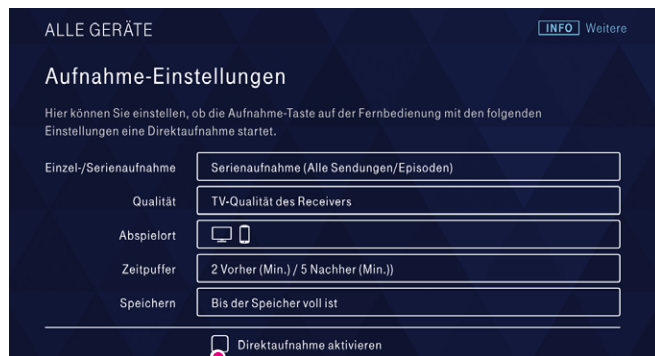 ALLE GERÄTE
INFO Weitere
Aufnahme-Einstellungen
Hier können Sie einstellen, ob die Aufnahme-Taste auf der Fernbedienung mit den folgenden
Einstellungen eine Direktaufnahme startet.
Einzel-/Serienaufnahme Serienaufnahme (Alle Sendungen/Episoden)
Qualität TV-Qualität des Receivers
Abspielort
Zeitpuffer 2 Vorher (Min.) / 5 Nachher (Min.))
Speichern Bis der Speicher voll ist
Direktaufnahme aktivieren